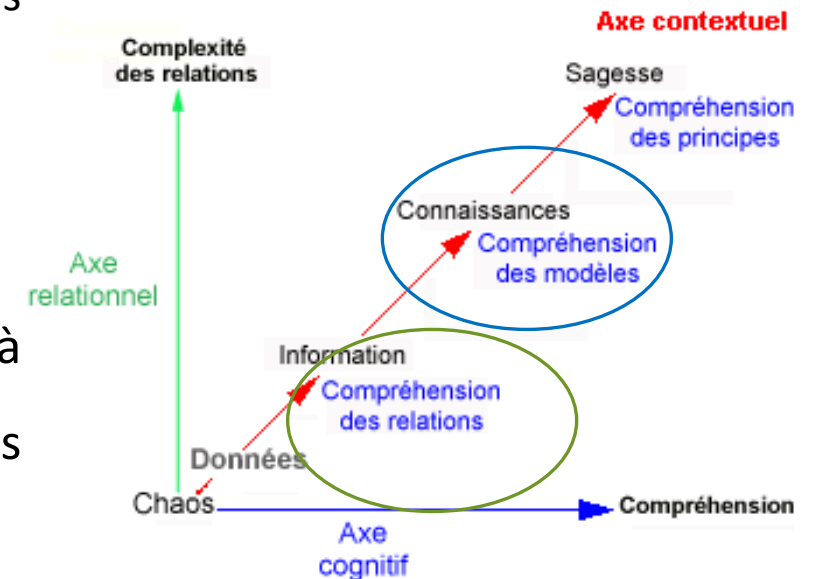 s
Axe contextuel
Complexité
des relations
Sagesse
Compréhension
des principes
Connaissances
Compréhension
des modèles
Axe
relationnel
à
Information
Compréhension
des relations
s
Données
Chaos
Compréhension
Axe
cognitif